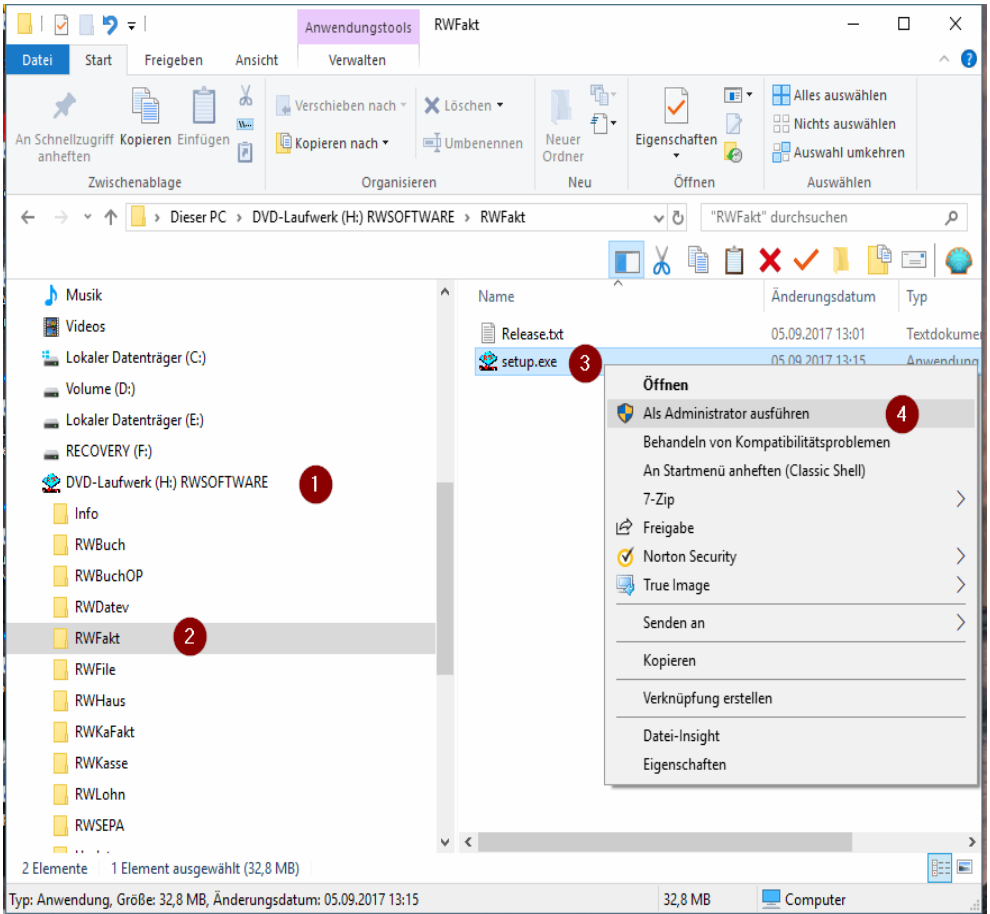 Anwendungstools
RWFakt
Datei
Start
Freigeben
Ansicht
Verwalten
An Schnellzugriff anheften
Kopieren
Einfügen
Verschieben nach
Kopieren nach
Löschen
Umbenennen
Neuer Ordner
Eigenschaften
Alles auswählen
Nichts auswählen
Auswahl umkehren
Zwischenablage
Organisieren
Neu
Öffnen
Auswählen
Dieser PC > DVD-Laufwerk (H:) RWSOFTWARE > RWFakt
"RWFakt" durchsuchen
Musik
Videos
Lokaler Datenträger (C:)
Volume (D:)
Lokaler Datenträger (E:)
RECOVERY (F:)
DVD-Laufwerk (H:) RWSOFTWARE 1
Info
RWBuch
RWBuchOP
RWDatev
RWFakt 2
RWFile
RWHaus
RWKaFakt
RWKasse
RWLohn
RWSEPA
Name Änderungsdatum Typ
Release.txt 05.09.2017 13:01 Textdokume
setup.exe 3 05.09.2017 13:15 Anwendung
Öffnen
Als Administrator ausführen 4
Behandeln von Kompatibilitätsproblemen
An Startmenü anheften (Classic Shell)
7-Zip
Freigabe
Norton Security
True Image
Senden an
Kopieren
Verknüpfung erstellen
Datei-Insight
Eigenschaften
2 Elemente 1 Element ausgewählt (32,8 MB)
Typ: Anwendung, Größe: 32,8 MB, Änderungsdatum: 05.09.2017 13:15 32,8 MB Computer